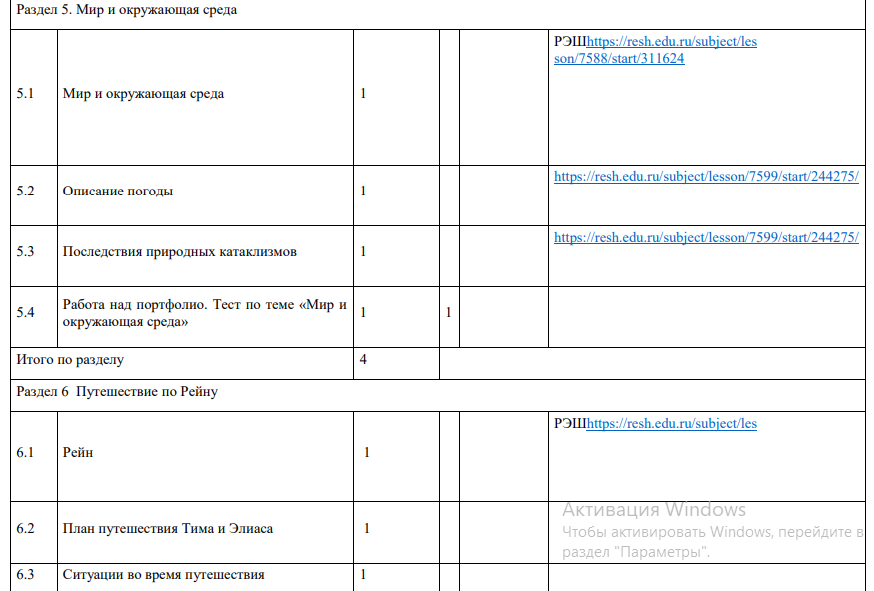 Раздел 5. Мир и окружающая среда
РЭШhttps://resh.edu.ru/subject/les
son/7588/start/311624
5.1 Мир и окружающая среда 1
https://resh.edu.ru/subject/lesson/7599/start/244275/
5.2 Описание погоды 1
https://resh.edu.ru/subject/lesson/7599/start/244275/
5.3 Последствия природных катаклизмов 1
Работа над портфолио. Тест по теме «Мир и
5.4 1 1
окружающая среда»
Итого по разделу 4
Раздел 6 Путешествие по Рейну
РЭШhttps://resh.edu.ru/subject/les
6.1 Рейн 1
Активация Windows
6.2 План путешествия Тима и Элиаса 1
Чтобы активировать Windows, перейдите в
раздел "Параметры".
6.3 Ситуации во время путешествия 1